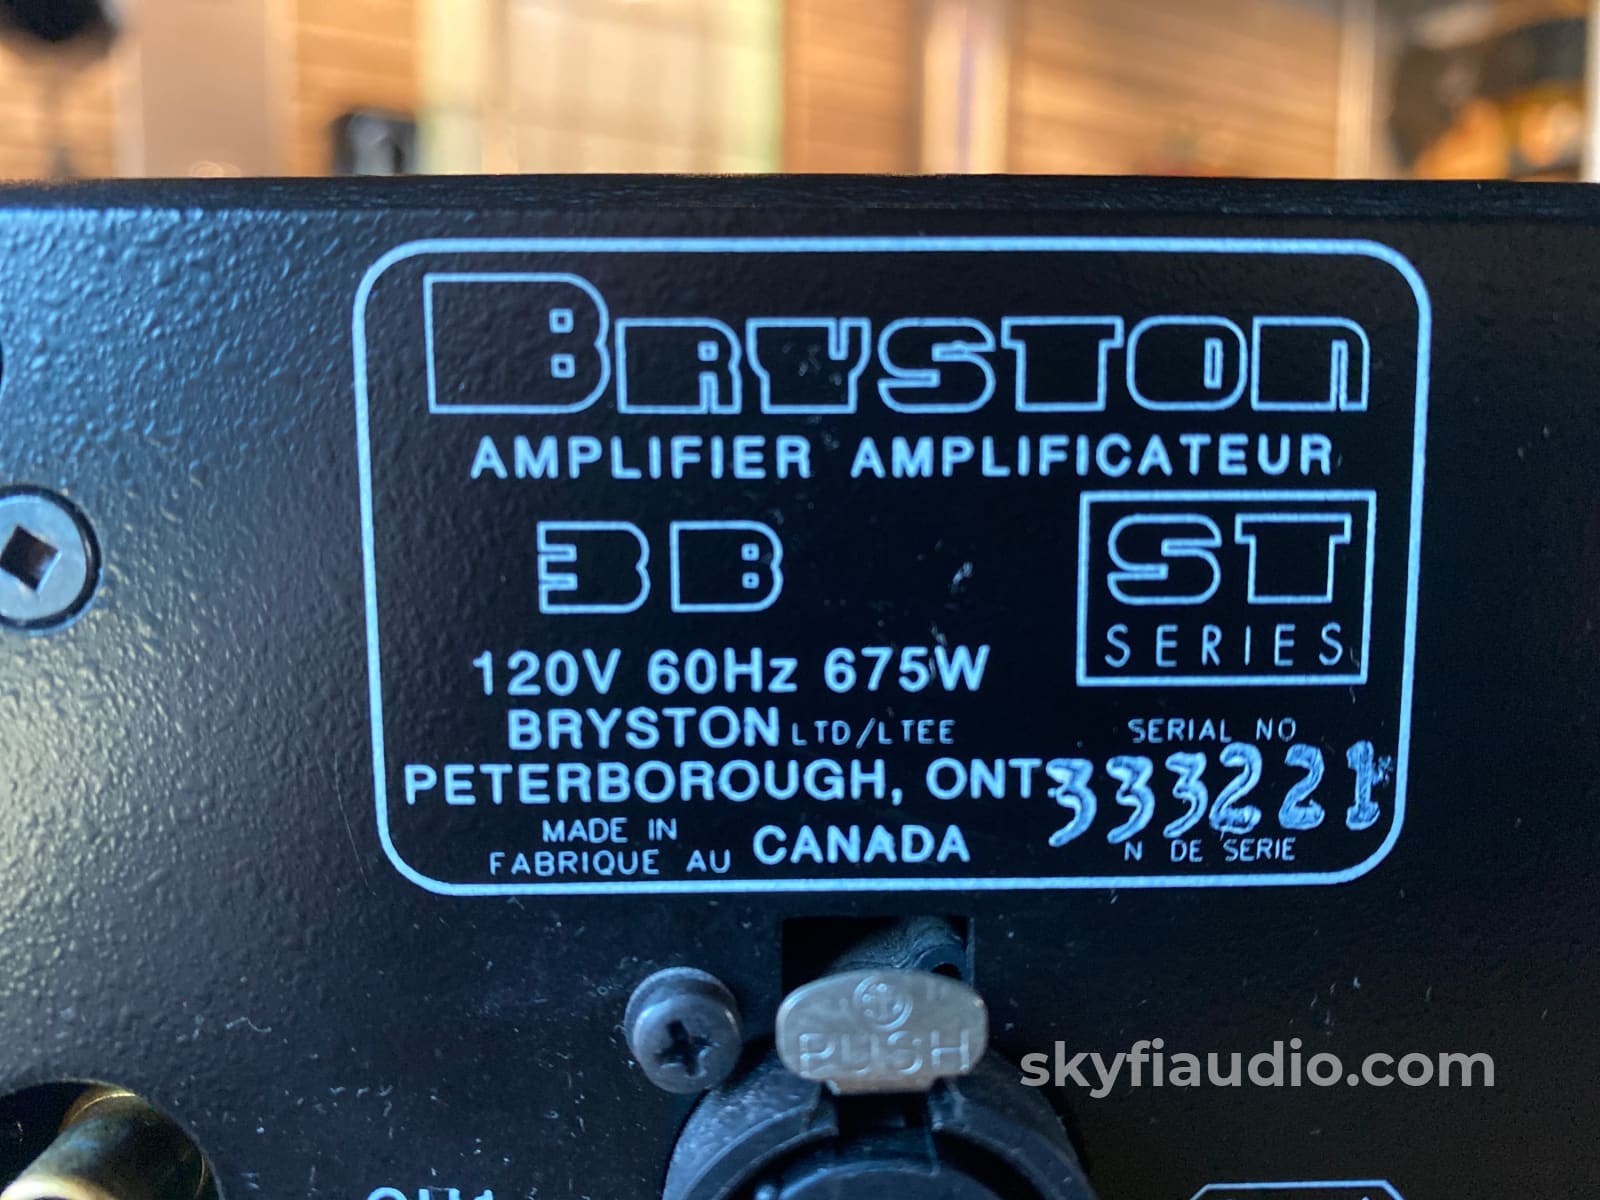 BRYSTON
AMPLIFIER AMPLIFICATEUR
3B
ST
SERIES
120V 60Hz 675W
BRYSTON LTD/LTEE
PETERBOROUGH, ONT.
MADE IN
FABRIQUE AU CANADA
SERIAL NO
333221
N DE SERIE
PUSH
skyfiaudio.com